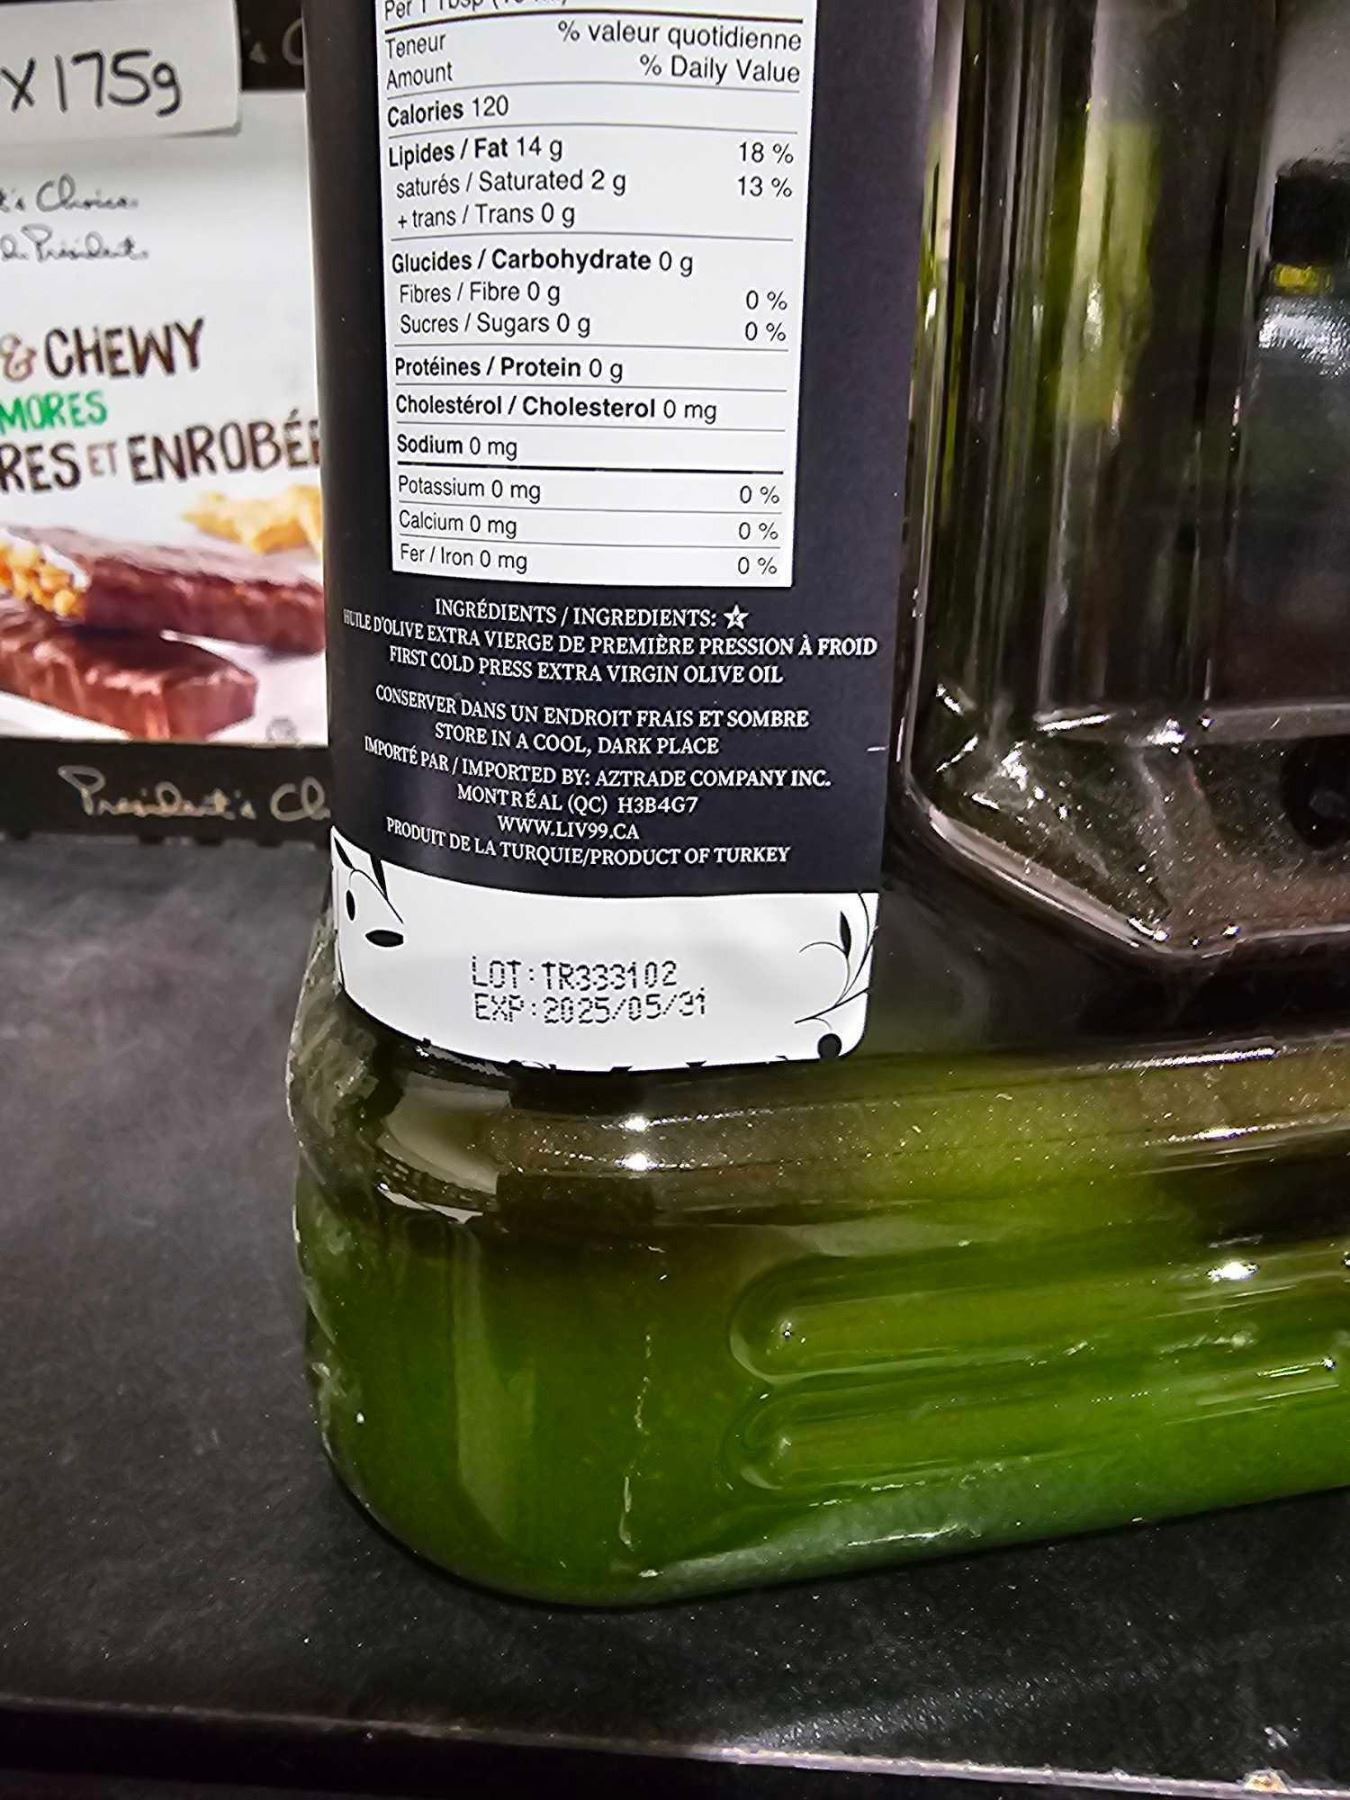 X 175g
& CHEWY
MORES
RES ET ENROBÉE
President's Ch
Per 1 Tbsp
Teneur % valeur quotidienne
Amount % Daily Value
Calories 120
Lipides / Fat 14 g 18 %
saturés / Saturated 2 g 13 %
+ trans / Trans 0 g
Glucides / Carbohydrate 0 g
Fibres / Fibre 0 g 0 %
Sucres / Sugars 0 g 0 %
Protéines / Protein 0 g
Cholestérol / Cholesterol 0 mg
Sodium 0 mg
Potassium 0 mg 0 %
Calcium 0 mg 0 %
Fer / Iron 0 mg 0 %
INGRÉDIENTS / INGREDIENTS:
HUILE D'OLIVE EXTRA VIERGE DE PREMIÈRE PRESSION À FROID
FIRST COLD PRESS EXTRA VIRGIN OLIVE OIL
CONSERVER DANS UN ENDROIT FRAIS ET SOMBRE
STORE IN A COOL, DARK PLACE
IMPORTÉ PAR / IMPORTED BY: AZTRADE COMPANY INC.
MONTRÉAL (QC) H3B4G7
WWW.LIV99.CA
PRODUIT DE LA TURQUIE/PRODUCT OF TURKEY
LOT:TR333102
EXP:2025/05/31